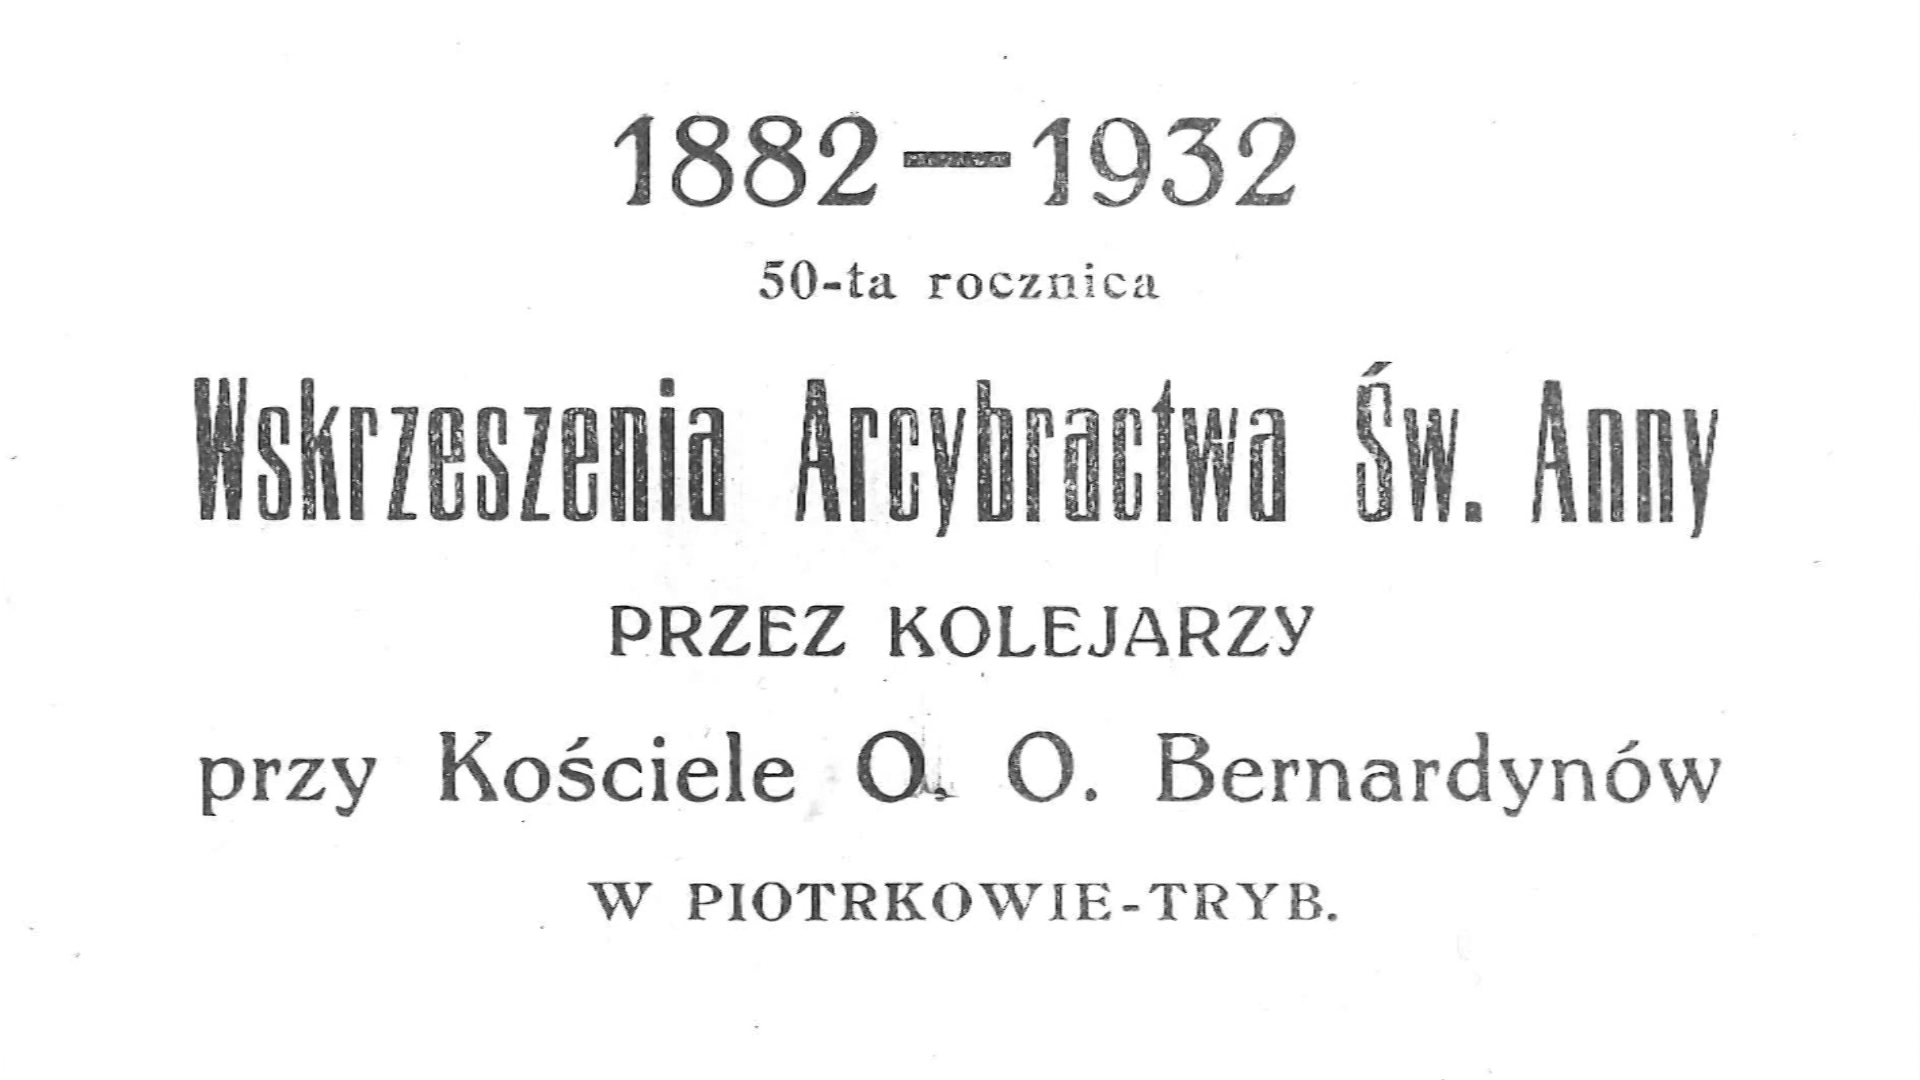 1882—1932
50-ta rocznica
Wskrzeszenia Arcybractwa Św. Anny
PRZEZ KOLEJARZY
przy Kościele O. O. Bernardynów
W PIOTRKOWIE-TRYB.